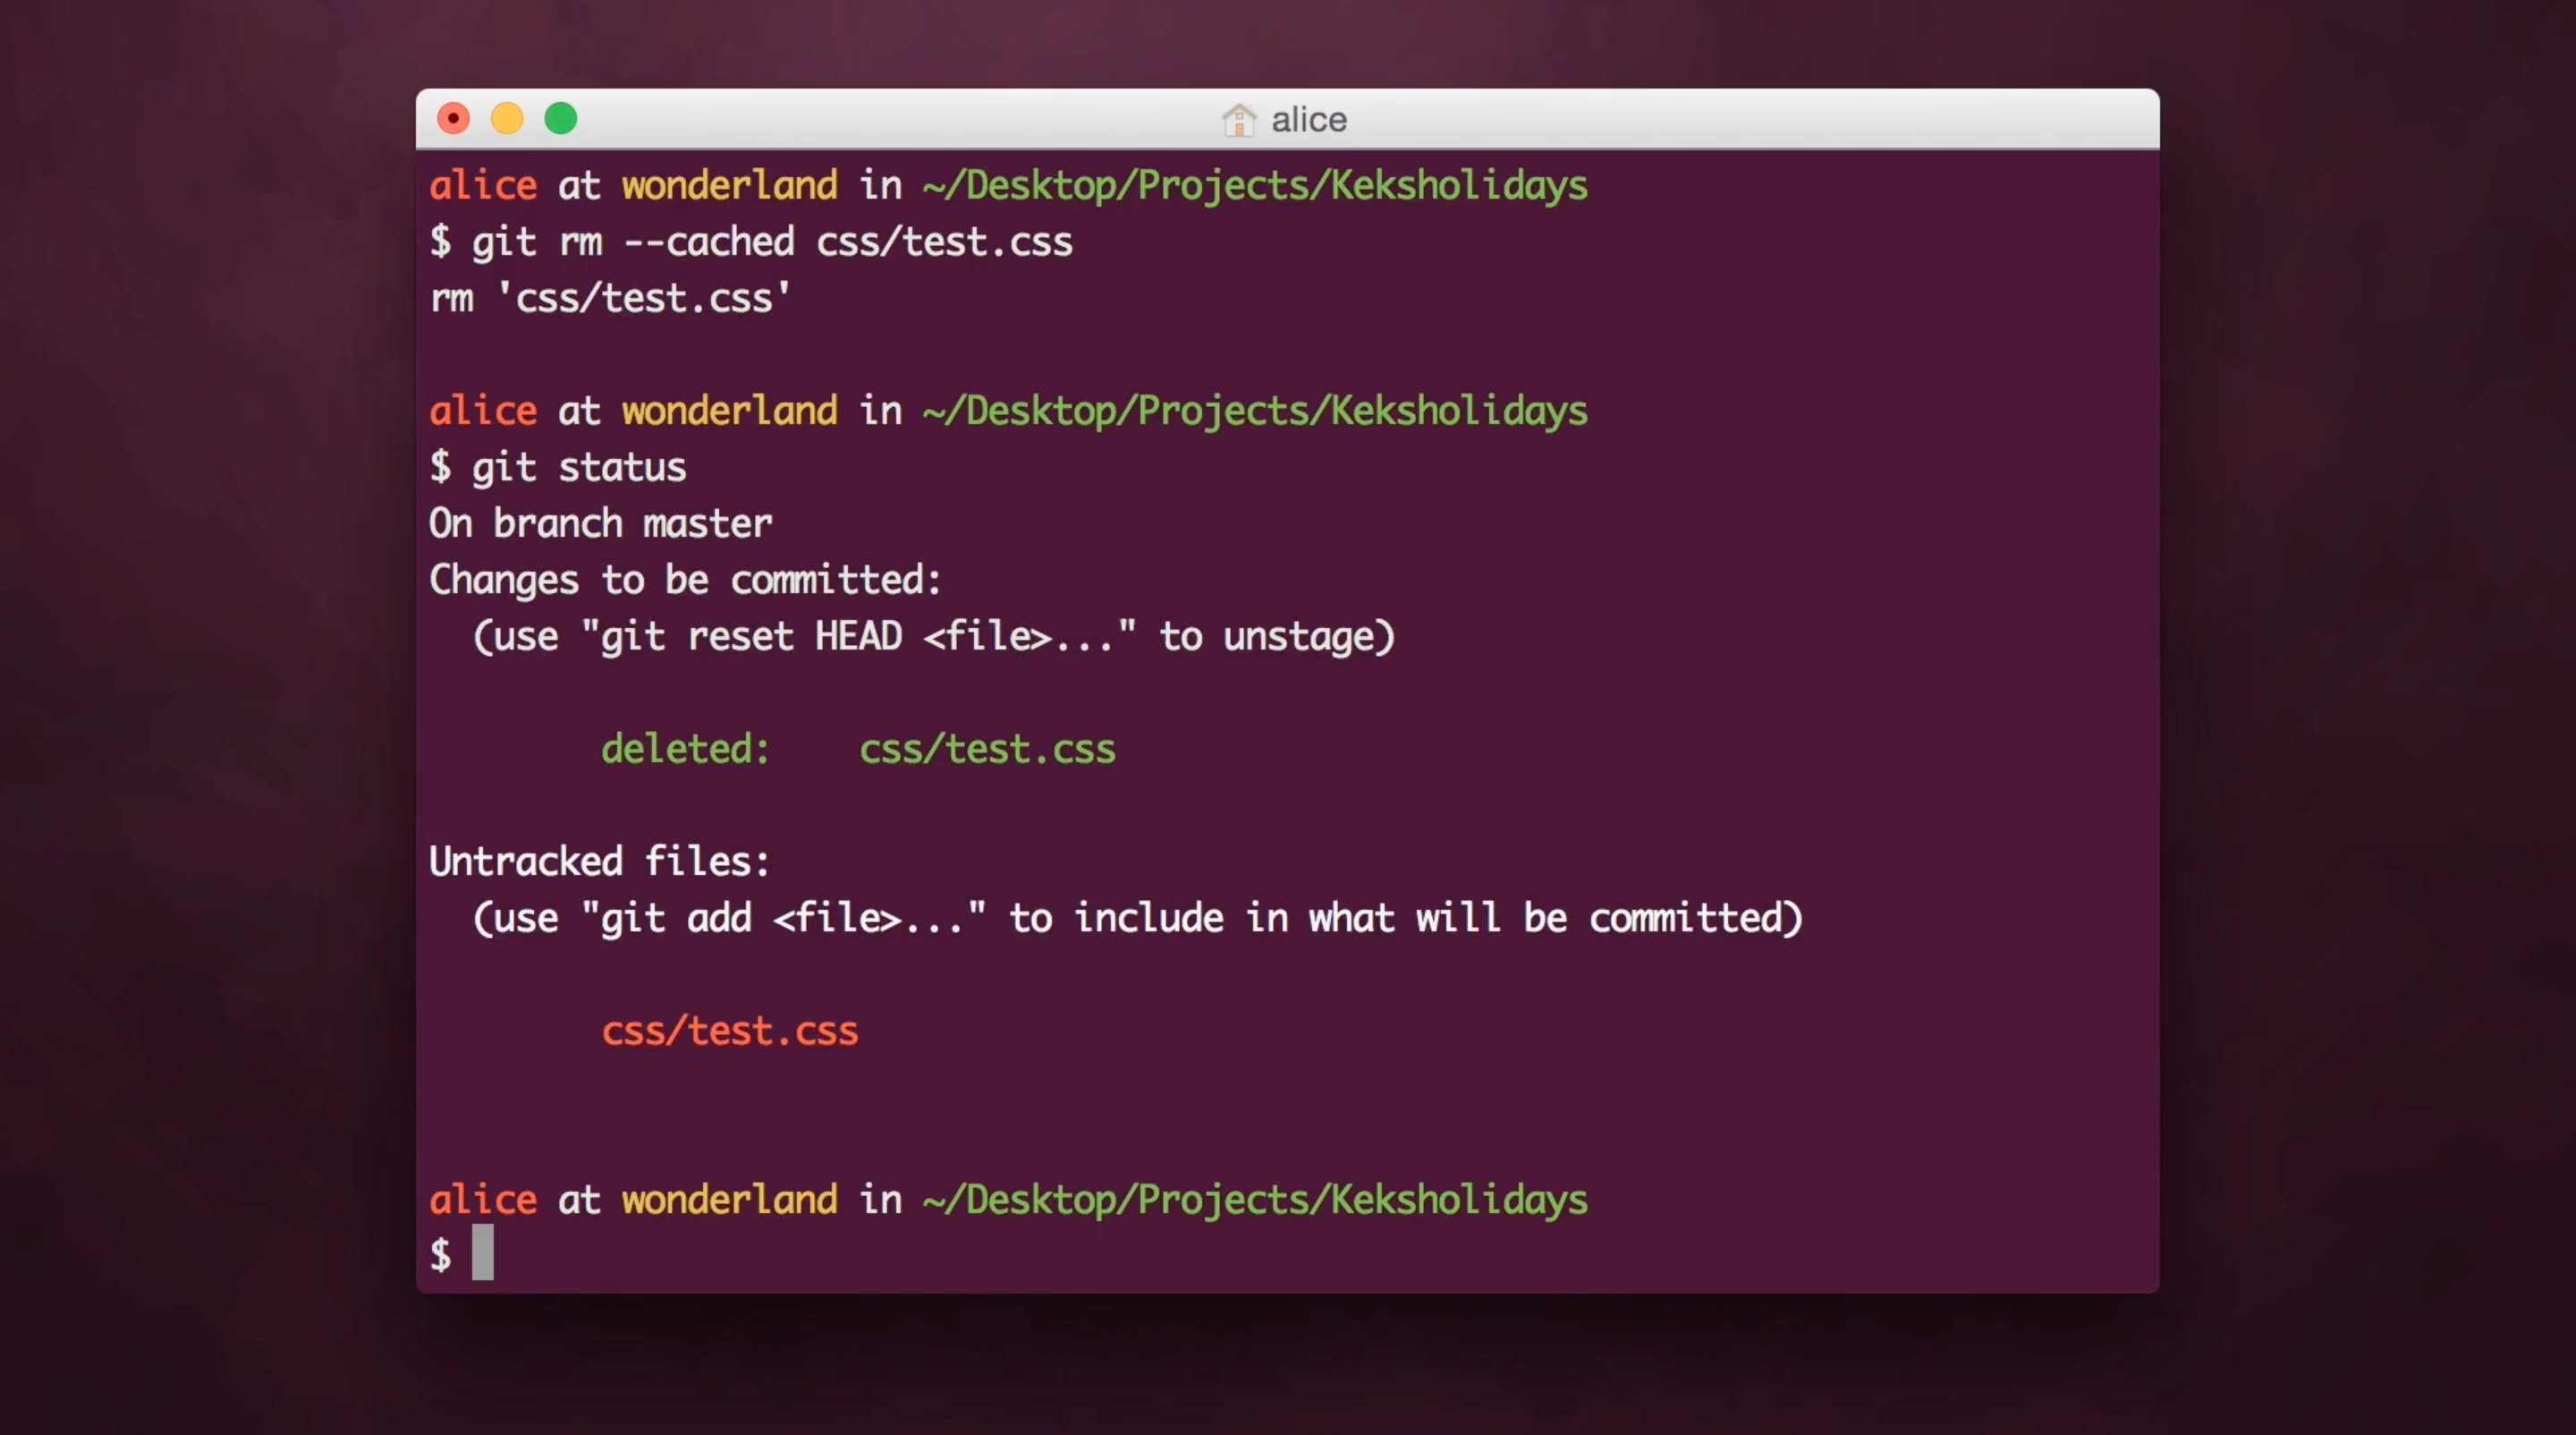 alice
alice at wonderland in ~/Desktop/Projects/Keksholidays
$ git rm --cached css/test.css
rm 'css/test.css'
alice at wonderland in ~/Desktop/Projects/Keksholidays
$ git status
On branch master
Changes to be committed:
  (use "git reset HEAD <file>..." to unstage)
        deleted:    css/test.css
Untracked files:
  (use "git add <file>..." to include in what will be committed)
        css/test.css
alice at wonderland in ~/Desktop/Projects/Keksholidays
$